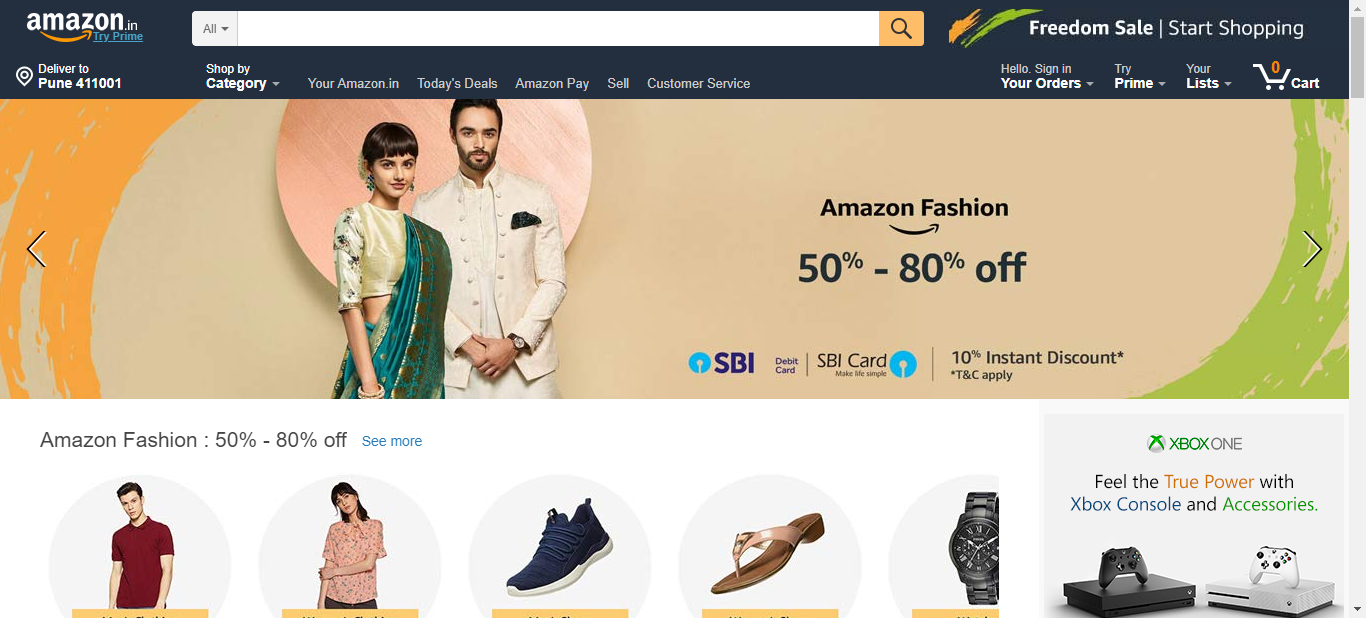 amazon.in
Try Prime
All
Freedom Sale | Start Shopping
Deliver to
Pune 411001
Shop by
Category
Your Amazon.in
Today's Deals
Amazon Pay
Sell
Customer Service
Hello. Sign in
Your Orders
Try
Prime
Your
Lists
0
Cart
Amazon Fashion
50% - 80% off
SBI
Debit
Card
SBI Card
Make life simple
10% Instant Discount*
*T&C apply
Amazon Fashion : 50% - 80% off
See more
XBOX ONE
Feel the True Power with
Xbox Console and Accessories.